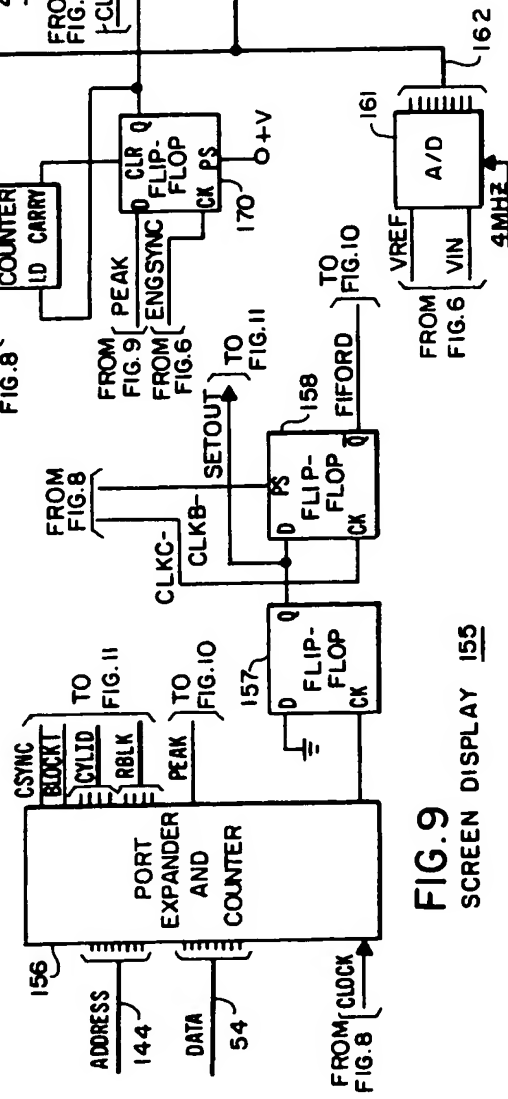 FROM
FIG.
CL
162
161
A/D
VREF
VIN
4MHZ
FROM
FIG. 6
COUNTER
LD CARRY
FIG. 8
Q
CLR
FLIP-
FLOP
D
PS
CK
+V
170
PEAK
ENGSYNC
FROM
FIG. 9
FROM
FIG. 6
TO
FIG. 10
TO
FIG. 11
SETOUT
FIFORD
158
FROM
FIG. 8
CLKC-
CLKB-
PS
D
Q
FLIP-
FLOP
CK
157
D
Q
FLIP-
FLOP
CK
CSYNC
BLOCKT
CYLID
RBLK
TO
FIG. 11
PEAK
TO
FIG. 10
PORT
EXPANDER
AND
COUNTER
156
ADDRESS
144
DATA
54
FROM
FIG. 8
CLOCK
FIG. 9
SCREEN DISPLAY 155